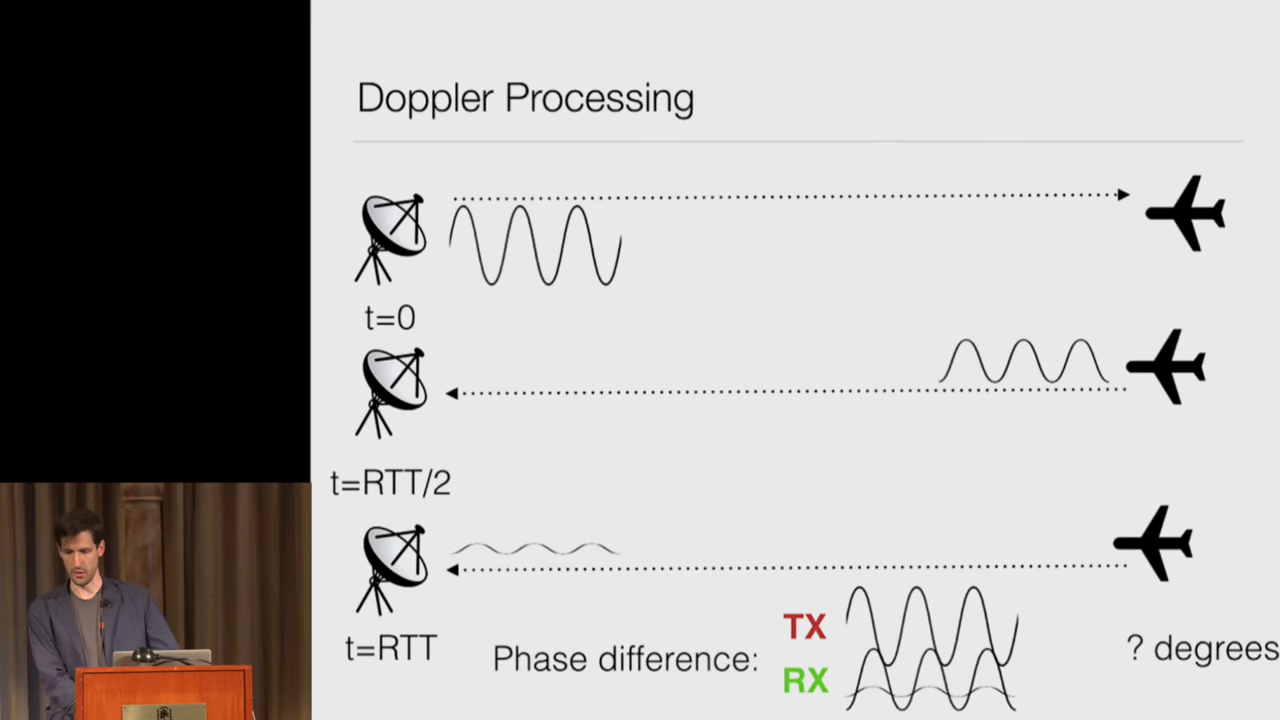 Doppler Processing
t=0
t=RTT/2
t=RTT
Phase difference:
TX
RX
? degrees